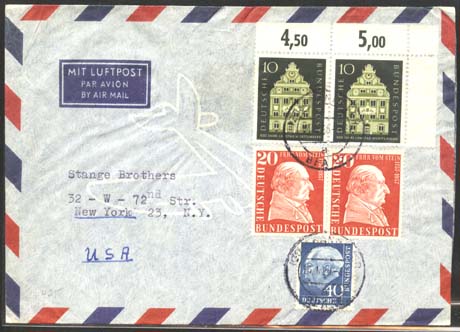 4,50 5,00
MIT LUFTPOST
PAR AVION
BY AIR MAIL
10 10
DEUTSCHE BUNDESPOST
DEUTSCHE BUNDESPOST
Stange Brothers
32 - W - 72nd Str.
New York 23, N.Y.
USA
20 FRHR. VOM STEIN
DEUTSCHE
BUNDESPOST
20 FRHR. VOM STEIN
DEUTSCHE
BUNDESPOST
40
BUNDESPOST